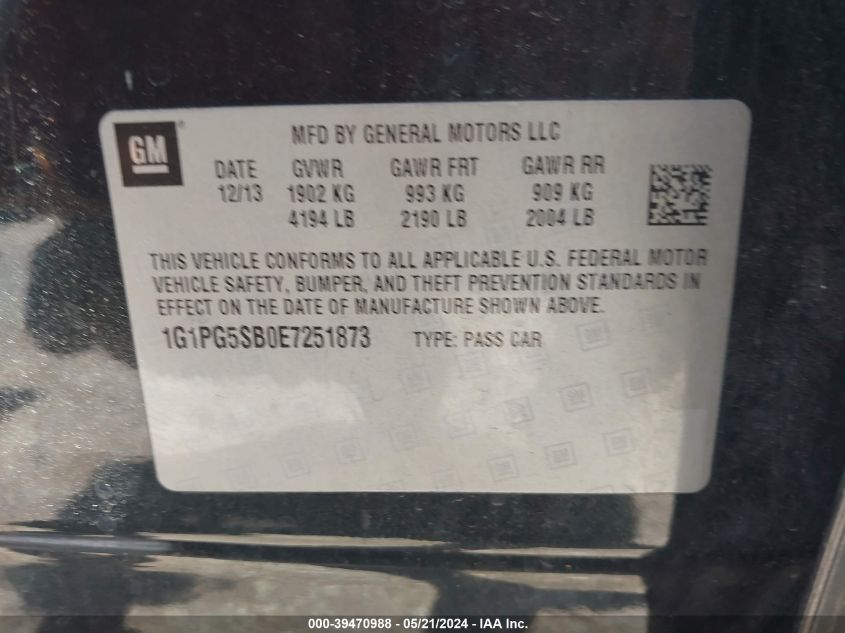 GM ®
MFD BY GENERAL MOTORS LLC
DATE GVWR GAWR FRT GAWR RR
12/13 1902 KG 993 KG 909 KG
4194 LB 2190 LB 2004 LB
THIS VEHICLE CONFORMS TO ALL APPLICABLE U.S. FEDERAL MOTOR
VEHICLE SAFETY, BUMPER, AND THEFT PREVENTION STANDARDS IN
EFFECT ON THE DATE OF MANUFACTURE SHOWN ABOVE.
1G1PG5SB0E7251873 TYPE: PASS CAR
000-39470988 - 05/21/2024 - IAA Inc.